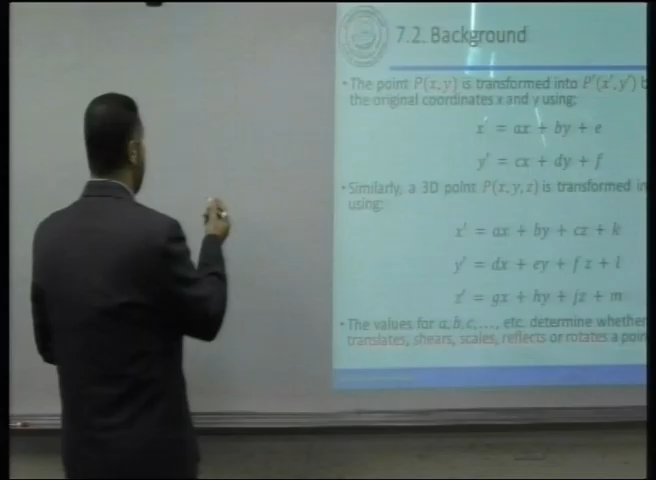 7.2. Background
• The point P(x, y) is transformed into P'(x', y') b
the original coordinates x and y using:
x' = ax + by + e
y' = cx + dy + f
• Similarly, a 3D point P(x, y, z) is transformed in
using:
x' = ax + by + cz + k
y' = dx + ey + fz + l
z' = gx + hy + jz + m
• The values for a, b, c, ..., etc. determine whether
translates, shears, scales, reflects or rotates a poin